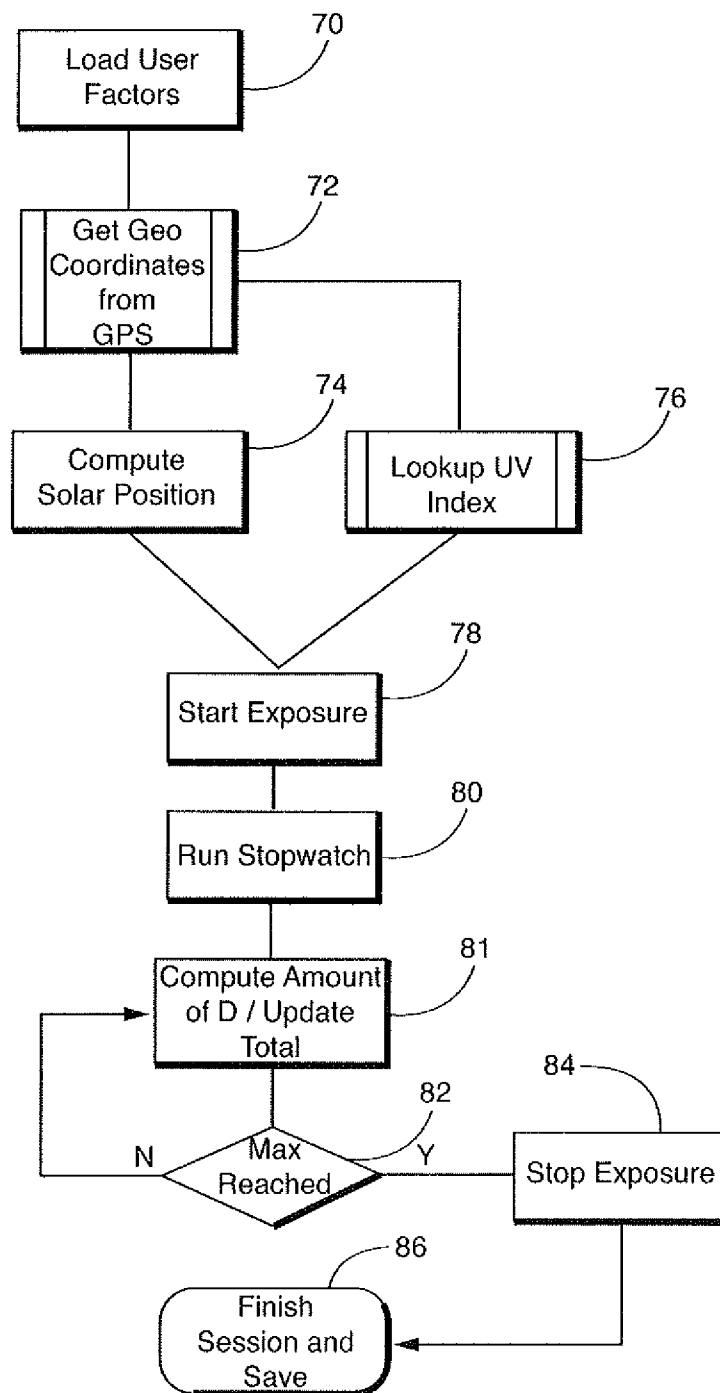 70
Load User
Factors
72
Get Geo
Coordinates
from
GPS
74
Compute
Solar Position
76
Lookup UV
Index
78
Start Exposure
80
Run Stopwatch
81
Compute Amount
of D / Update
Total
82
Max
Reached
N
Y
84
Stop Exposure
86
Finish
Session and
Save